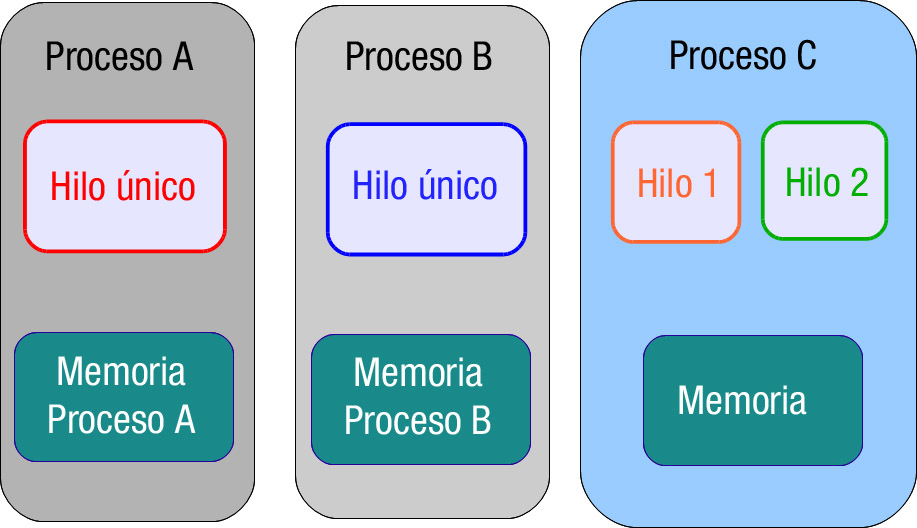 Proceso A
Hilo único
Memoria
Proceso A
Proceso B
Hilo único
Memoria
Proceso B
Proceso C
Hilo 1
Hilo 2
Memoria